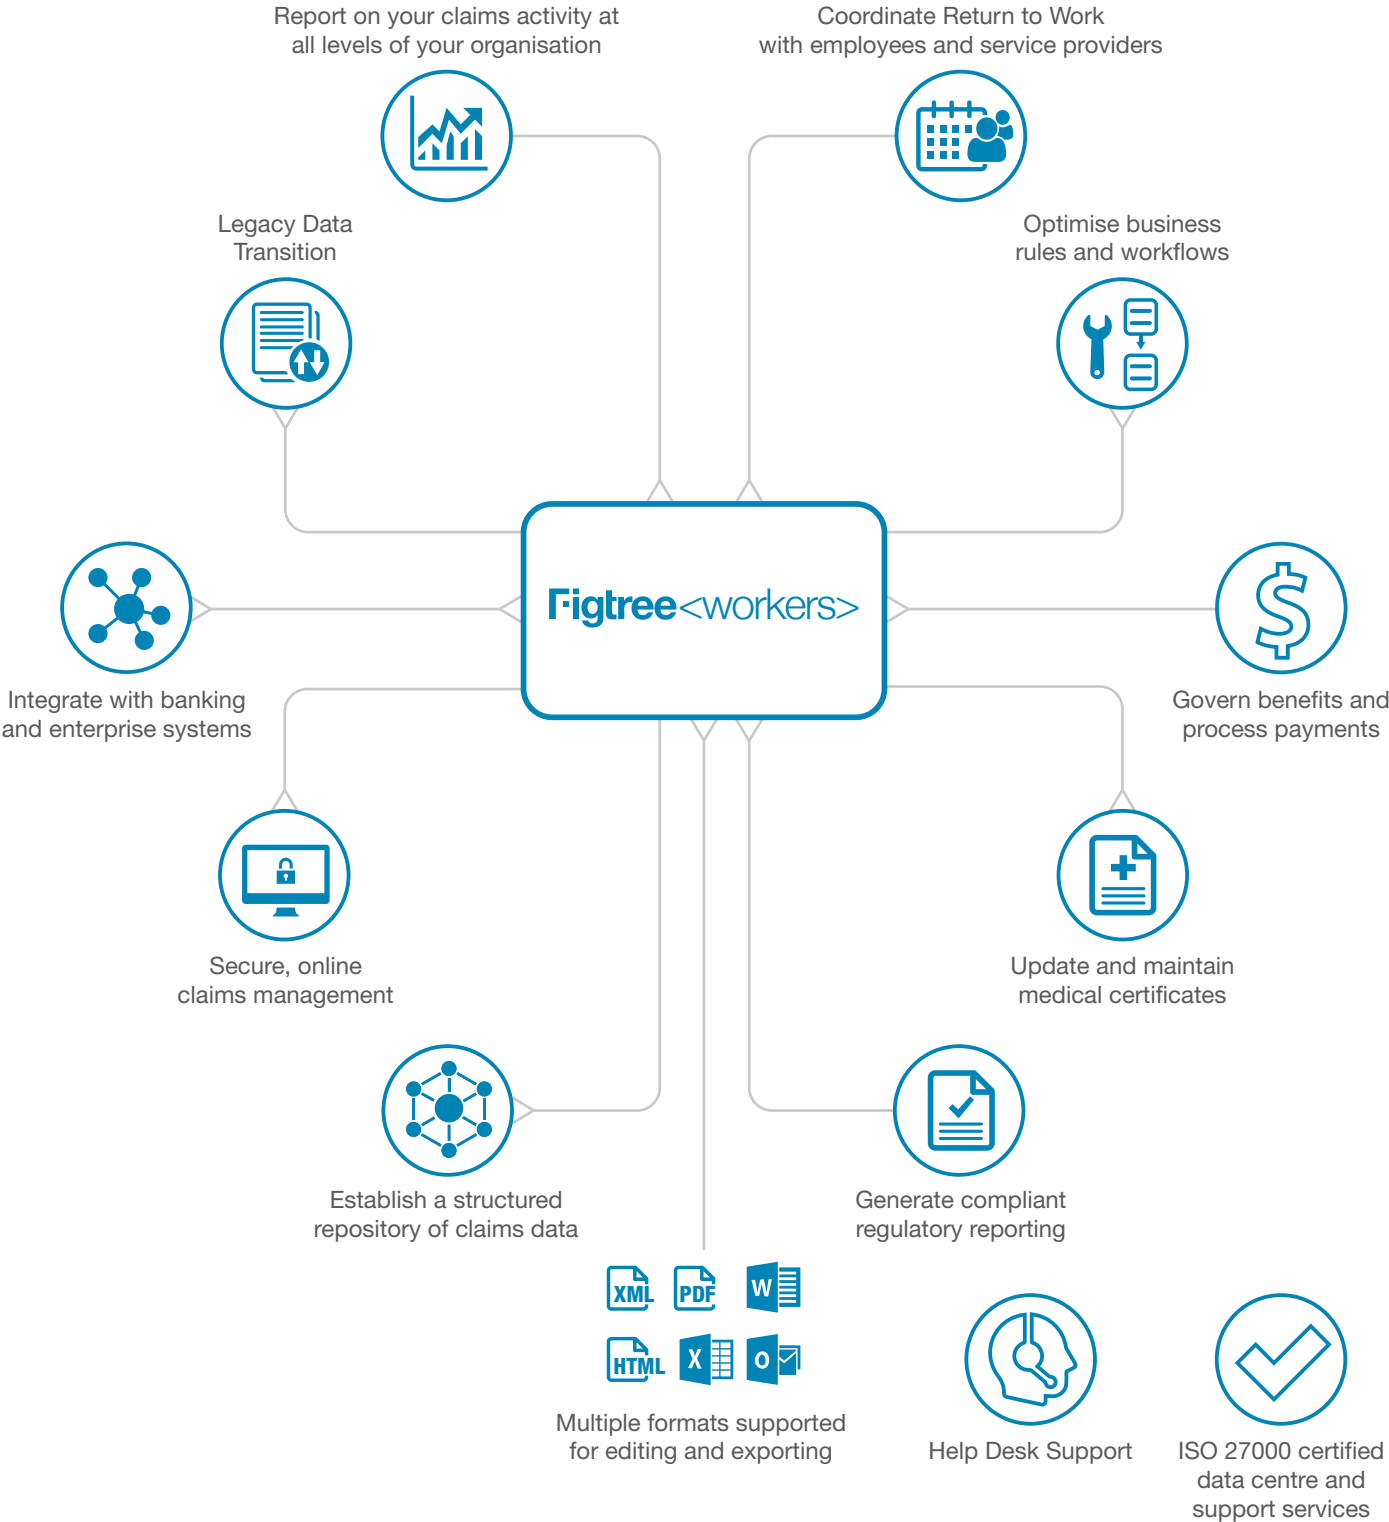 Report on your claims activity at
all levels of your organisation
Coordinate Return to Work
with employees and service providers
Legacy Data
Transition
Optimise business
rules and workflows
Figtree<workers>
Integrate with banking
and enterprise systems
Govern benefits and
process payments
Secure, online
claims management
Update and maintain
medical certificates
Establish a structured
repository of claims data
Generate compliant
regulatory reporting
XML
PDF
W
HTML
X
O
Multiple formats supported
for editing and exporting
Help Desk Support
ISO 27000 certified
data centre and
support services